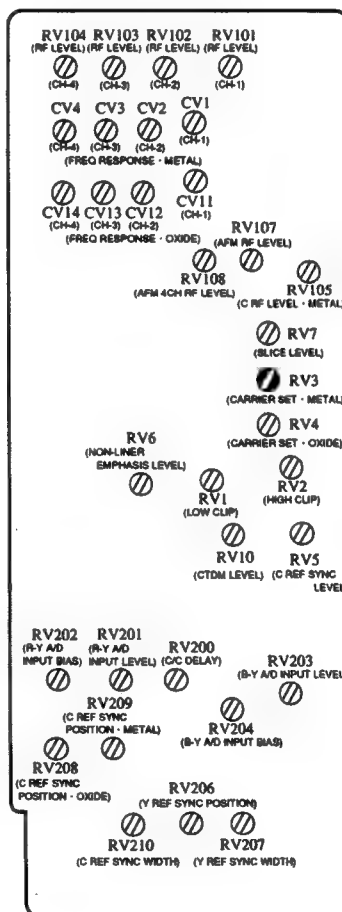 RV104 RV103 RV102 RV101
(RF LEVEL) (RF LEVEL) (RF LEVEL) (RF LEVEL)
(CH-4) (CH-3) (CH-2) (CH-1)
CV4 CV3 CV2 CV1
(CH-4) (CH-3) (CH-2) (CH-1)
(FREQ RESPONSE · METAL)
CV14 CV13 CV12 CV11
(CH-4) (CH-3) (CH-2) (CH-1)
(FREQ RESPONSE · OXIDE)
RV107
(AFM RF LEVEL)
RV108
(AFM 4CH RF LEVEL)
RV105
(C RF LEVEL · METAL)
RV7
(SLICE LEVEL)
RV3
(CARRIER SET · METAL)
RV4
(CARRIER SET · OXIDE)
RV6
(NON-LINER
EMPHASIS LEVEL)
RV2
(HIGH CLIP)
RV1
(LOW CLIP)
RV10
(CTDM LEVEL)
RV5
(C REF SYNC
LEVEL
RV202
(R-Y A/D
INPUT BIAS)
RV201
(R-Y A/D
INPUT LEVEL)
RV200
(C/C DELAY)
RV203
(B-Y A/D INPUT LEVEL
RV209
(C REF SYNC
POSITION · METAL)
RV204
(B-Y A/D INPUT BIAS)
RV208
(C REF SYNC
POSITION · OXIDE)
RV206
(Y REF SYNC POSITION)
RV210
(C REF SYNC WIDTH)
RV207
(Y REF SYNC WIDTH)